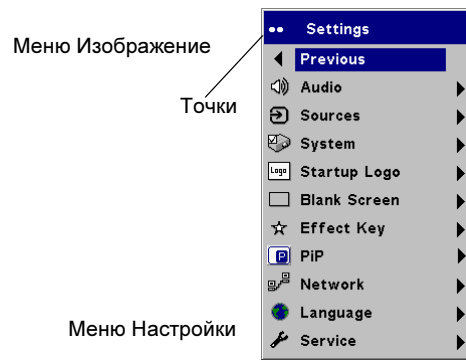 Settings
Меню Изображение
Previous
Audio
Точки
Sources
System
Logo
Startup Logo
Blank Screen
Effect Key
P
PiP
Network
Language
Меню Настройки
Service